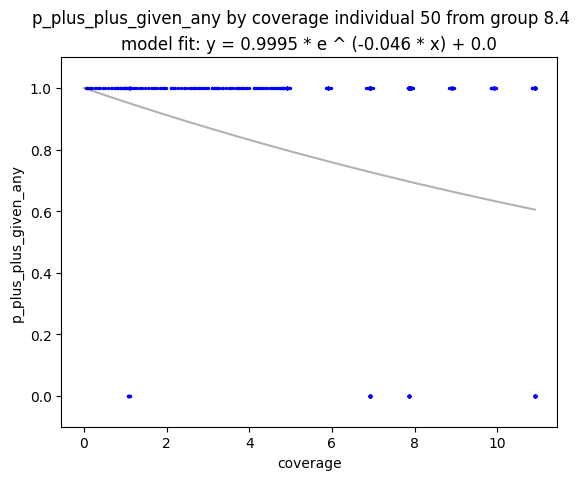 p_plus_plus_given_any by coverage individual 50 from group 8.4
model fit: y = 0.9995 * e ^ (-0.046 * x) + 0.0
1.0
0.8
0.6
0.4
0.2
0.0
p_plus_plus_given_any
0 2 4 6 8 10
coverage